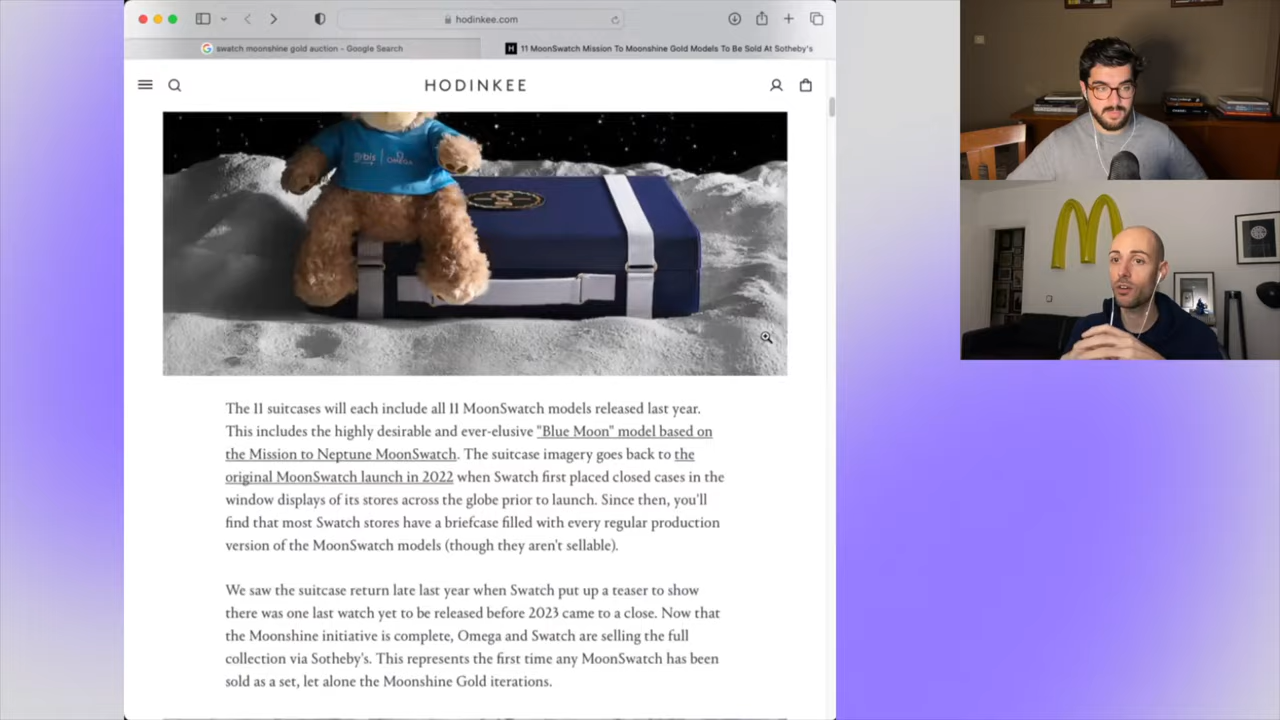 hodinkee.com
swatch moonshine gold auction - Google Search
H 11 MoonSwatch Mission To Moonshine Gold Models To Be Sold At Sotheby's
HODINKEE
orbis | OMEGA
The 11 suitcases will each include all 11 MoonSwatch models released last year.
This includes the highly desirable and ever-elusive "Blue Moon" model based on
the Mission to Neptune MoonSwatch. The suitcase imagery goes back to the
original MoonSwatch launch in 2022 when Swatch first placed closed cases in the
window displays of its stores across the globe prior to launch. Since then, you'll
find that most Swatch stores have a briefcase filled with every regular production
version of the MoonSwatch models (though they aren't sellable).
We saw the suitcase return late last year when Swatch put up a teaser to show
there was one last watch yet to be released before 2023 came to a close. Now that
the Moonshine initiative is complete, Omega and Swatch are selling the full
collection via Sotheby's. This represents the first time any MoonSwatch has been
sold as a set, let alone the Moonshine Gold iterations.